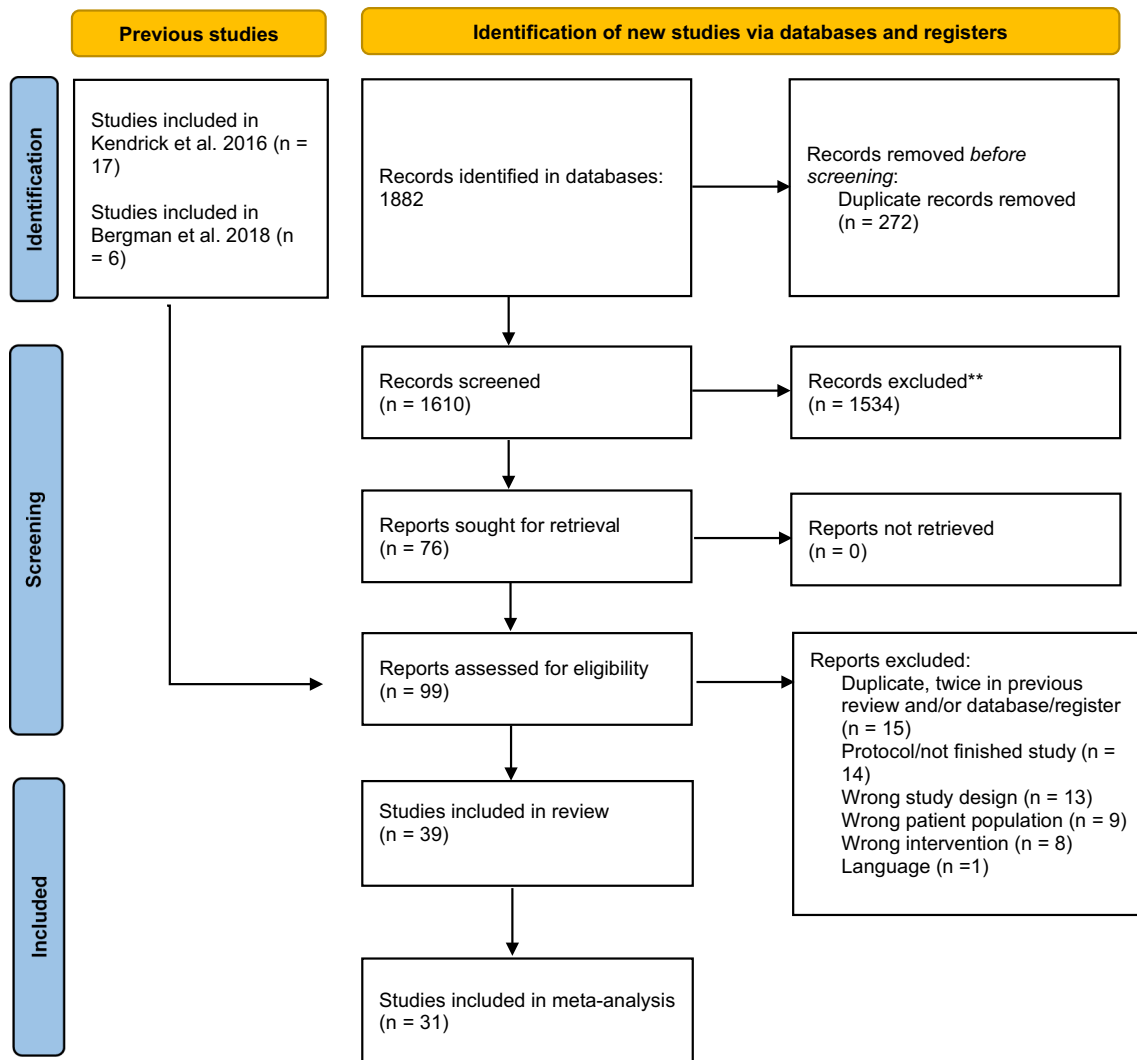 Previous studies
Identification of new studies via databases and registers
Identification
Studies included in
Kendrick et al. 2016 (n =
17)
Studies included in
Bergman et al. 2018 (n
= 6)
Records identified in databases:
1882
Records removed before
screening:
Duplicate records removed
(n = 272)
Screening
Records screened
(n = 1610)
Records excluded**
(n = 1534)
Reports sought for retrieval
(n = 76)
Reports not retrieved
(n = 0)
Reports assessed for eligibility
(n = 99)
Reports excluded:
Duplicate, twice in previous
review and/or database/register
(n = 15)
Protocol/not finished study (n =
14)
Wrong study design (n = 13)
Wrong patient population (n = 9)
Wrong intervention (n = 8)
Language (n =1)
Included
Studies included in review
(n = 39)
Studies included in meta-analysis
(n = 31)